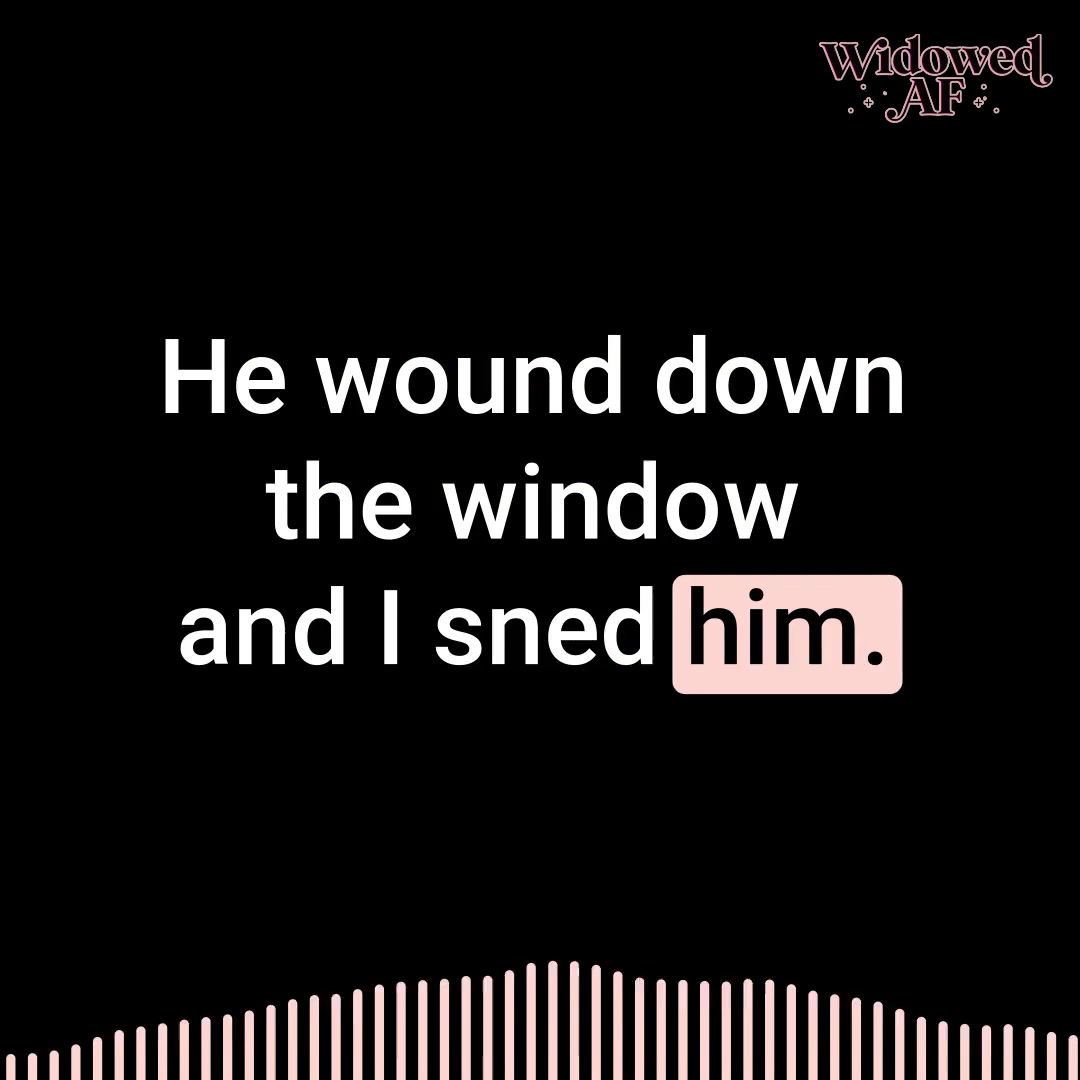 Widowed
AF
He wound down
the window
and I sned him.